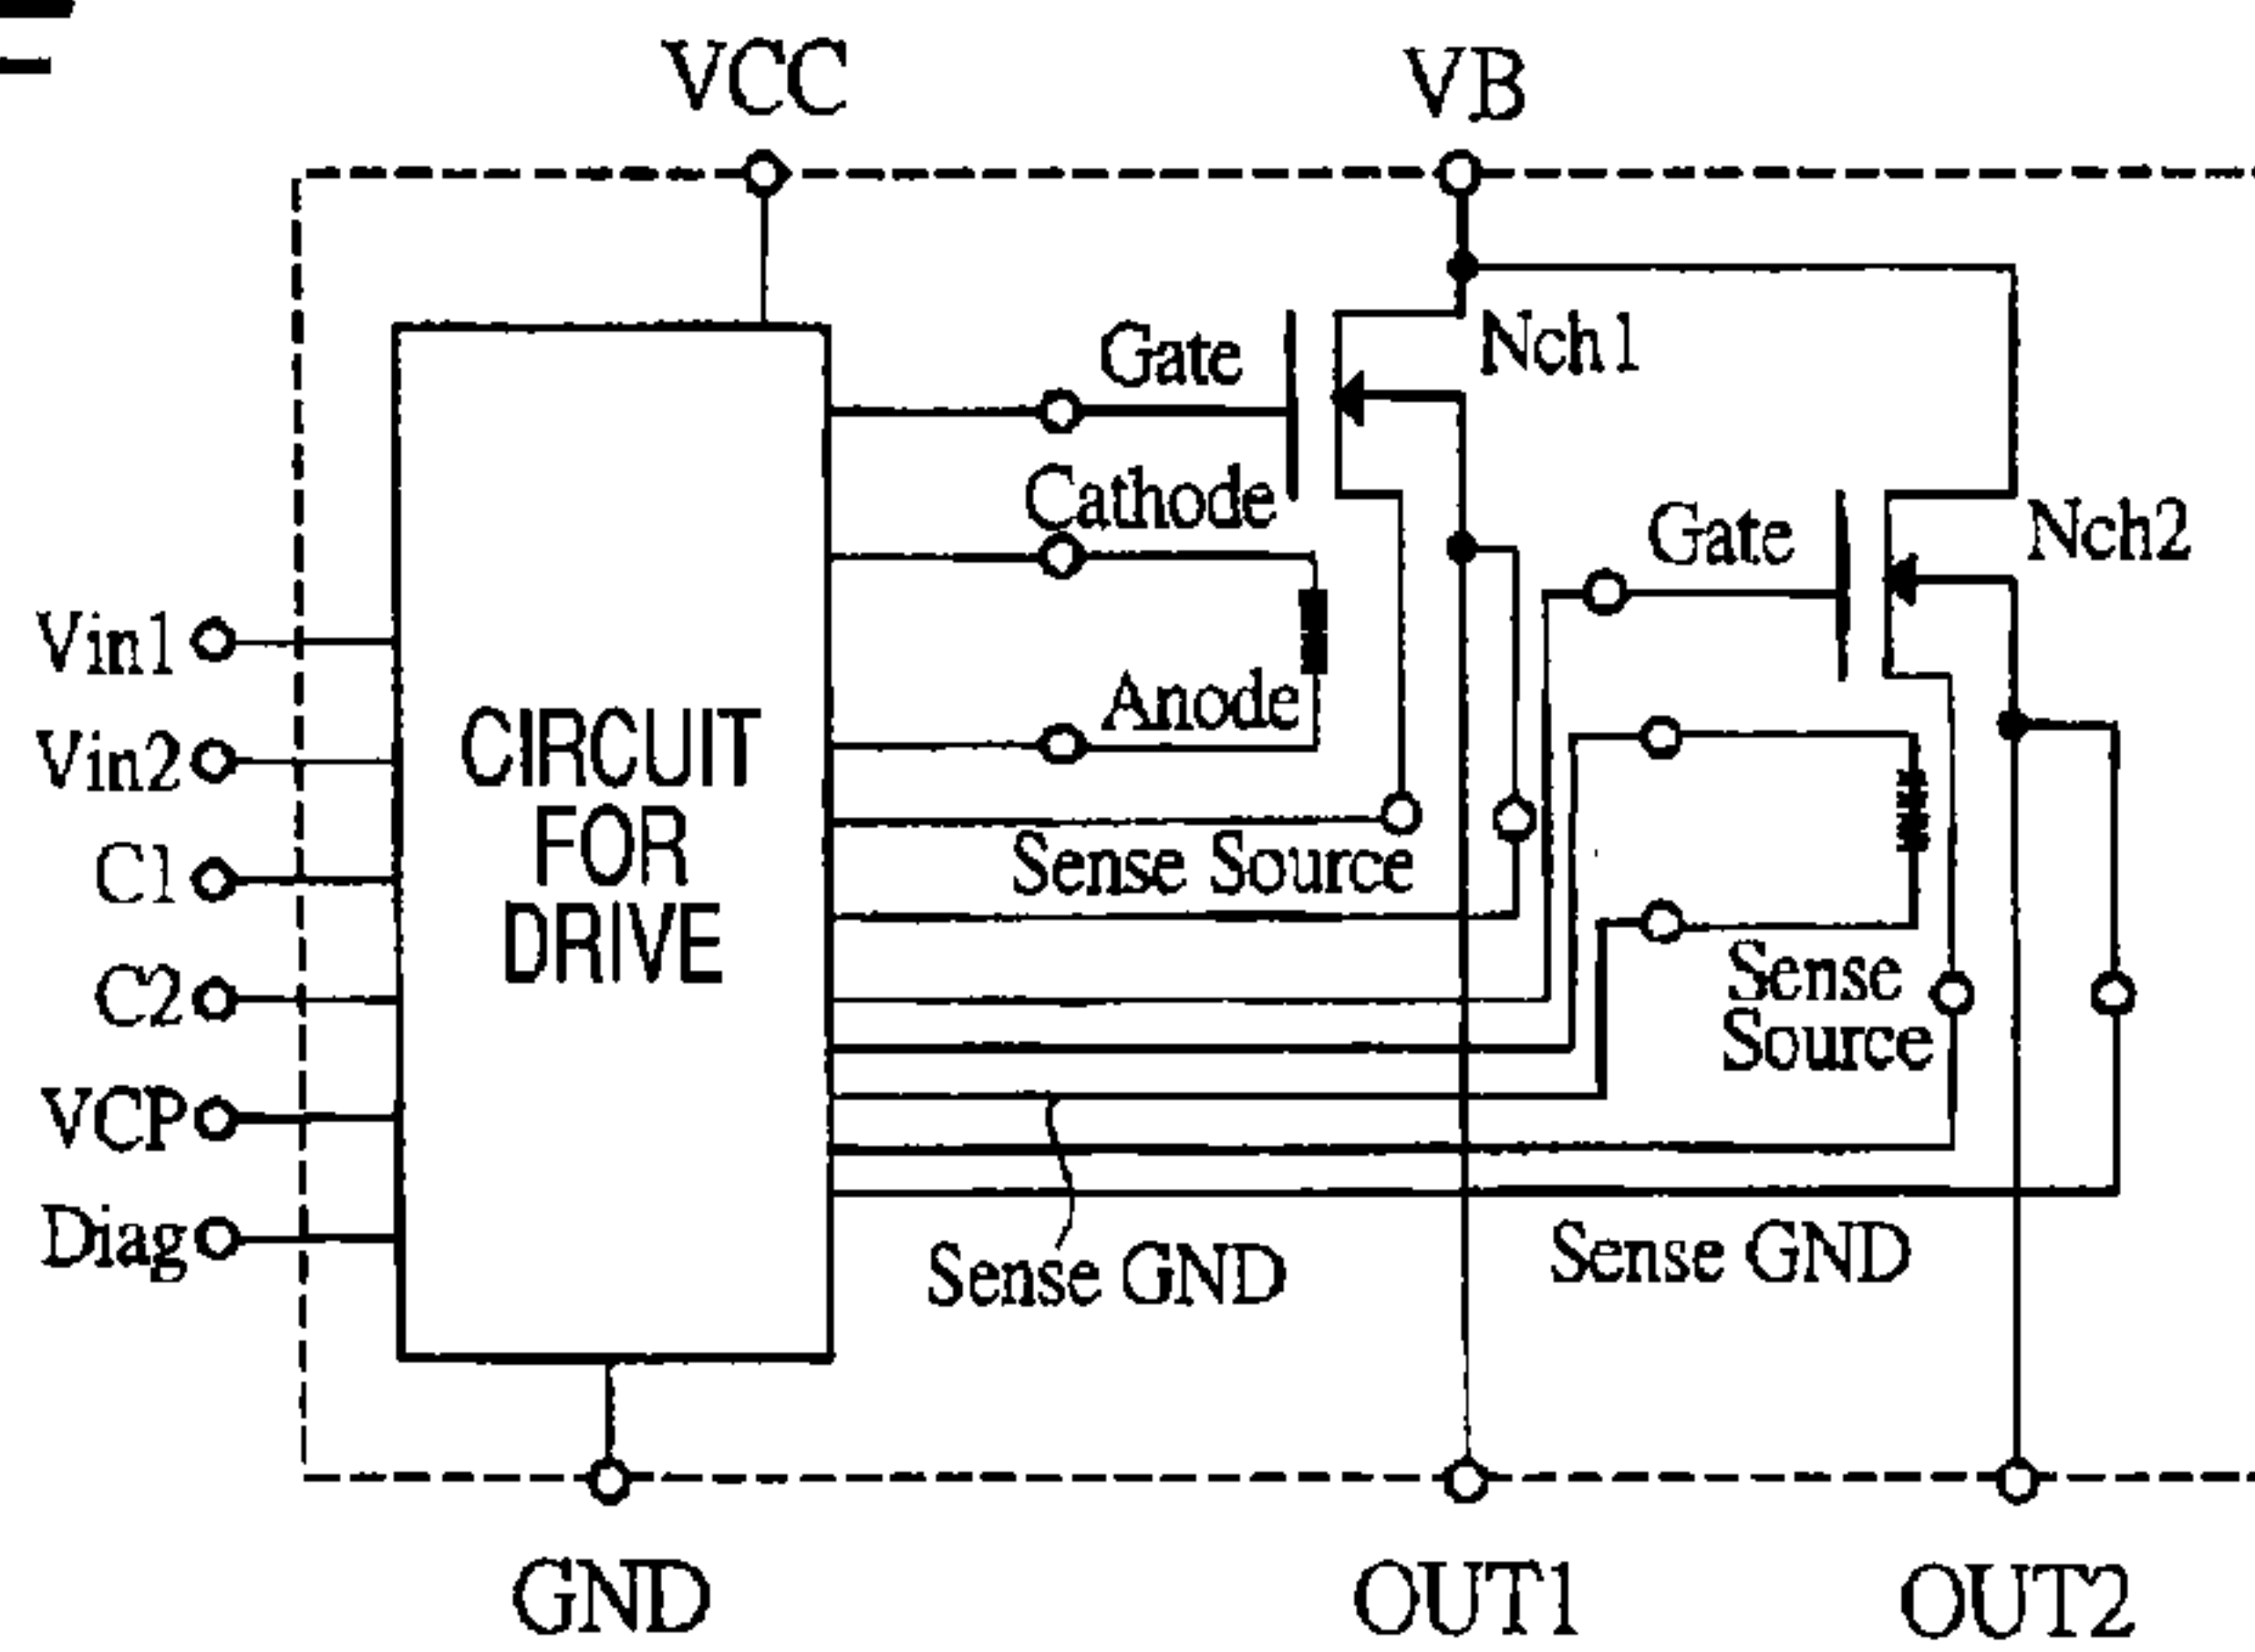 VCC
VB
Nch1
Gate
Cathode
Gate
Nch2
Vin1
Anode
Vin2
CIRCUIT
FOR
DRIVE
C1
Sense Source
C2
Sense
Source
VCP
Diag
Sense GND
Sense GND
GND
OUT1
OUT2